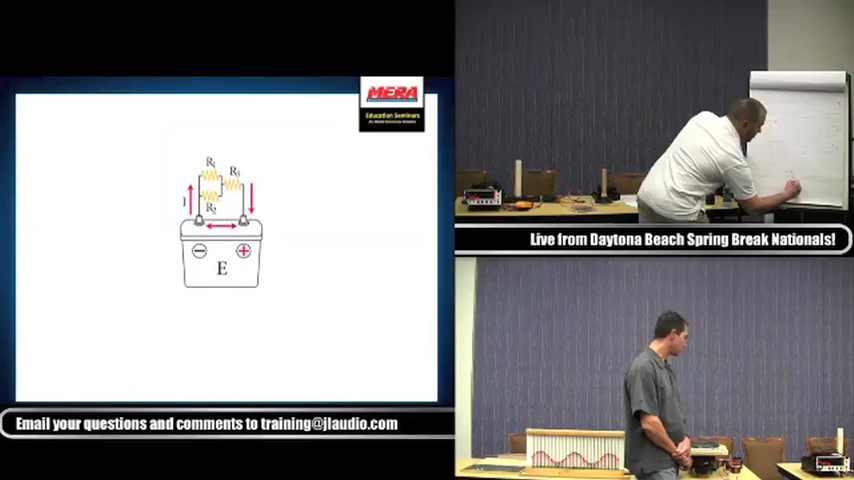 MERA
Education Seminars
R1
R3
I
R2
E
Live from Daytona Beach Spring Break Nationals!
Email your questions and comments to training@jlaudio.com